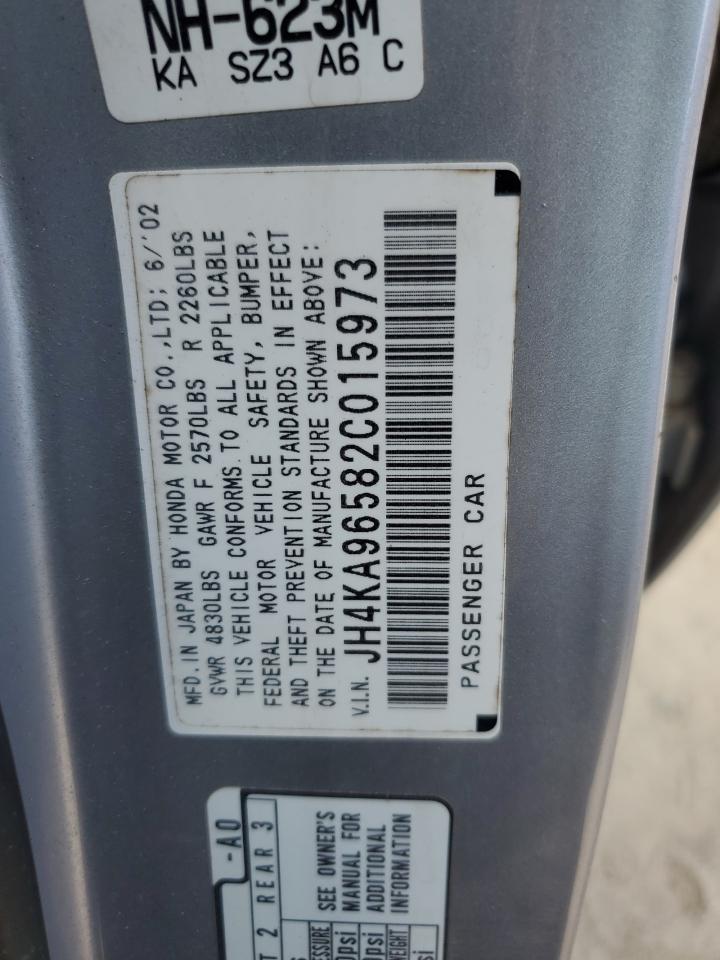 NH-623M
KA SZ3 A6 C
MFD.IN JAPAN BY HONDA MOTOR CO.,LTD; 6/'02
GVWR 4830LBS GAWR F 2570LBS R 2260LBS
THIS VEHICLE CONFORMS TO ALL APPLICABLE
FEDERAL MOTOR VEHICLE SAFETY, BUMPER,
AND THEFT PREVENTION STANDARDS IN EFFECT
ON THE DATE OF MANUFACTURE SHOWN ABOVE:
V.I.N. JH4KA96582C015973
PASSENGER CAR
-A0
2 REAR 3
SEE OWNER'S
MANUAL FOR
ADDITIONAL
INFORMATION